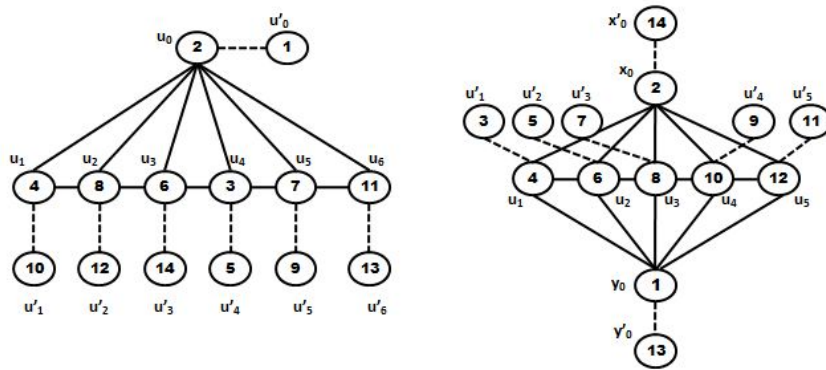 u'0
u0 2 1
u1 u2 u3 u4 u5 u6
4 8 6 3 7 11
10 12 14 5 9 13
u'1 u'2 u'3 u'4 u'5 u'6
x'0 14
x0 2
u'1 u'2 u'3 u'4 u'5
3 5 7 9 11
4 6 8 10 12
u1 u2 u3 u4 u5
y0 1
y'0 13